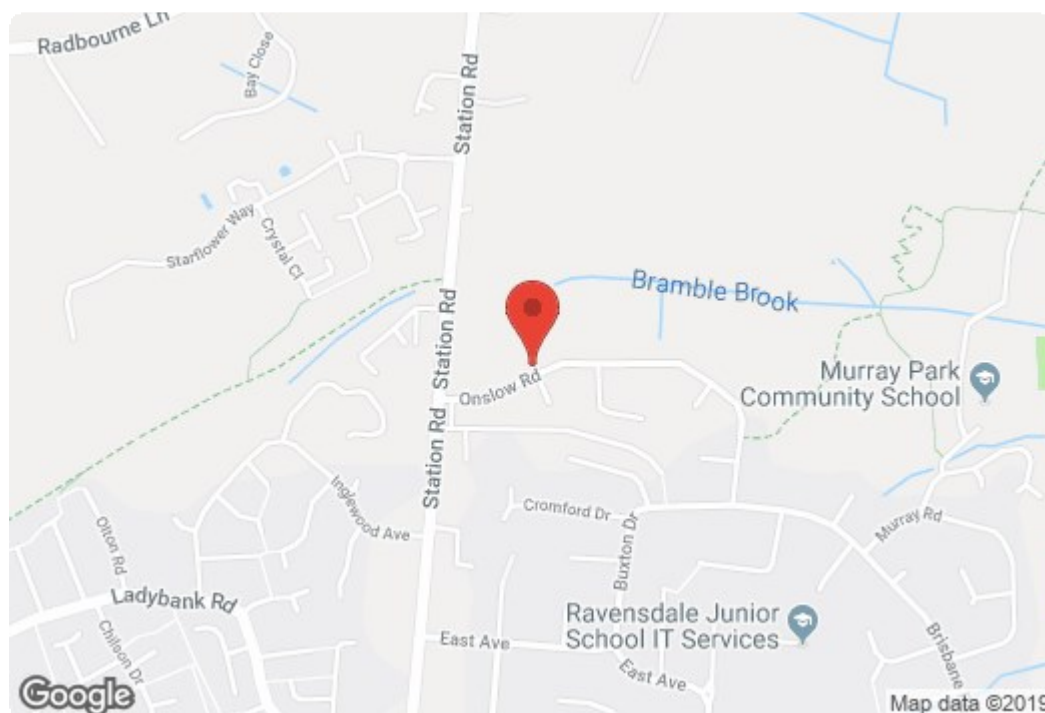 Radbourne Ln
Bay Close
Station Rd
Starflower Way
Crystal Cl
Bramble Brook
Station Rd
Onslow Rd
Murray Park
Community School
Station Rd
Inglewood Ave
Cromford Dr
Buxton Dr
Murray Rd
Olton Rd
Ladybank Rd
Chilson Dr
Ravensdale Junior
School IT Services
East Ave
East Ave
Brisbane
Google
Map data ©2019